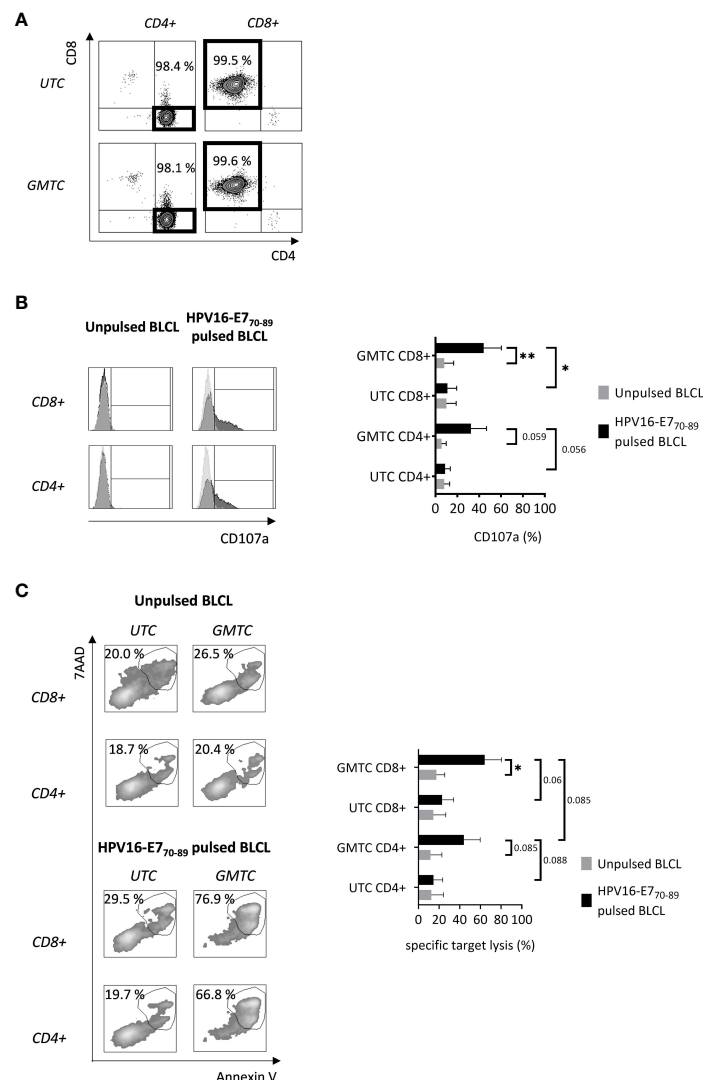 A
CD4+ CD8+
CD8
UTC
98.4 % 99.5 %
GMTC
98.1 % 99.6 %
CD4
B
Unpulsed BLCL
HPV16-E770-89
pulsed BLCL
CD8+
CD4+
CD107a
GMTC CD8+
UTC CD8+
GMTC CD4+
UTC CD4+
**
*
0.059
0.056
0 20 40 60 80 100
CD107a (%)
Unpulsed BLCL
HPV16-E770-89
pulsed BLCL
C
Unpulsed BLCL
UTC GMTC
7AAD
CD8+
20.0 % 26.5 %
CD4+
18.7 % 20.4 %
HPV16-E770-89 pulsed BLCL
UTC GMTC
CD8+
29.5 % 76.9 %
CD4+
19.7 % 66.8 %
Annexin V
GMTC CD8+
UTC CD8+
GMTC CD4+
UTC CD4+
*
0.06
0.085
0.085
0.088
0 20 40 60 80 100
specific target lysis (%)
Unpulsed BLCL
HPV16-E770-89
pulsed BLCL